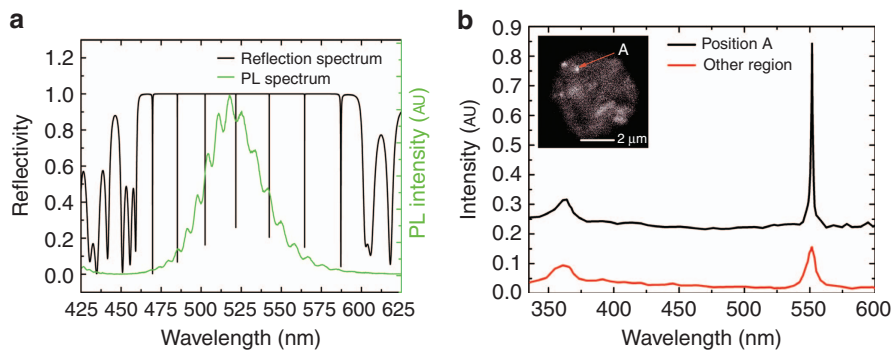 a
1.2
1.0
0.8
0.6
0.4
0.2
0.0
Reflectivity
Reflection spectrum
PL spectrum
PL intensity (AU)
425 450 475 500 525 550 575 600 625
Wavelength (nm)
b
0.9
0.8
0.7
0.6
0.5
0.4
0.3
0.2
0.1
0.0
Intensity (AU)
A
2 μm
Position A
Other region
350 400 450 500 550 600
Wavelength (nm)